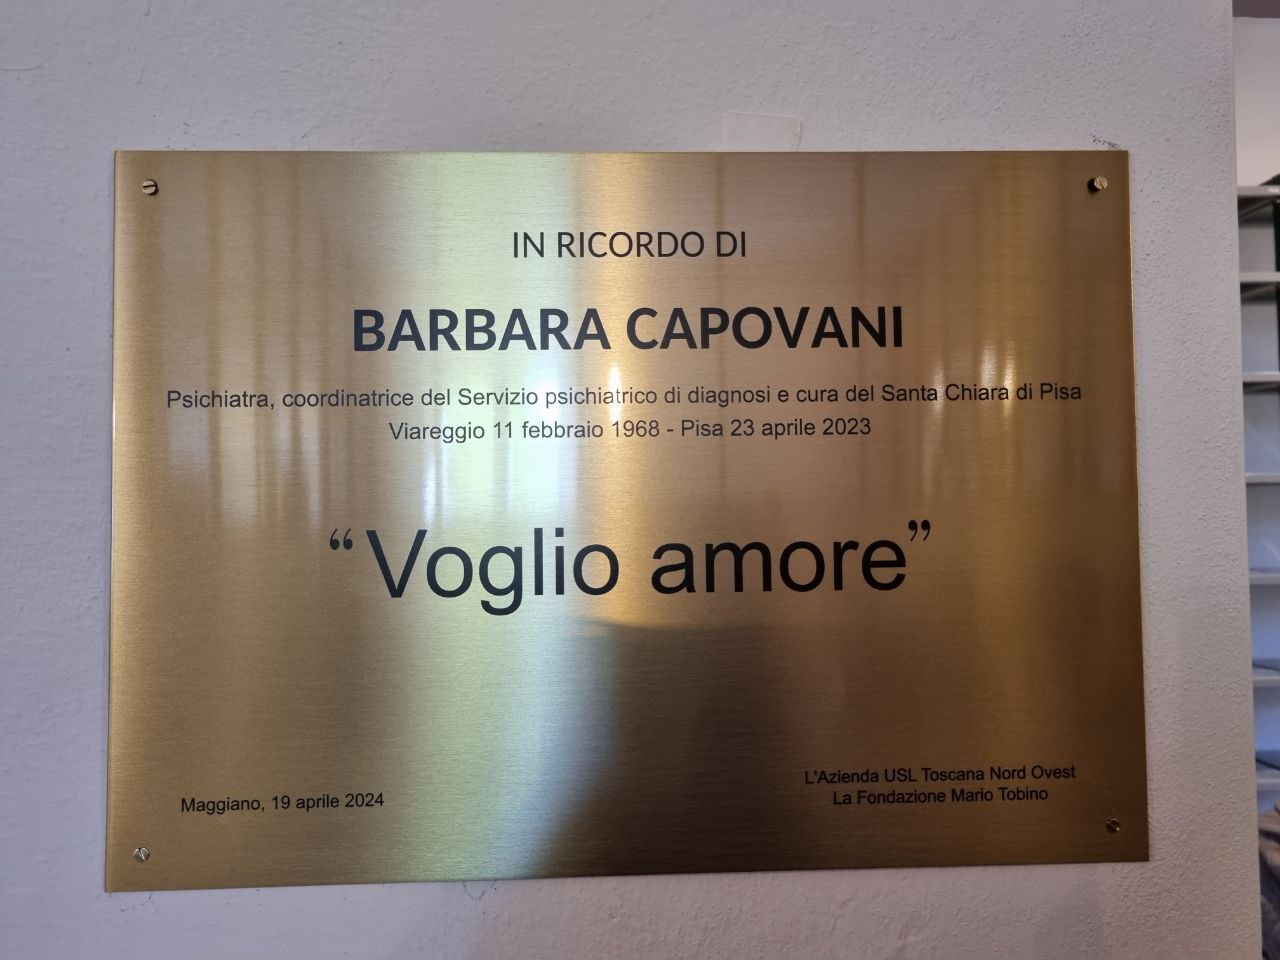 IN RICORDO DI
BARBARA CAPOVANI
Psichiatra, coordinatrice del Servizio psichiatrico di diagnosi e cura del Santa Chiara di Pisa
Viareggio 11 febbraio 1968 - Pisa 23 aprile 2023
“Voglio amore”
Maggiano, 19 aprile 2024
L'Azienda USL Toscana Nord Ovest
La Fondazione Mario Tobino